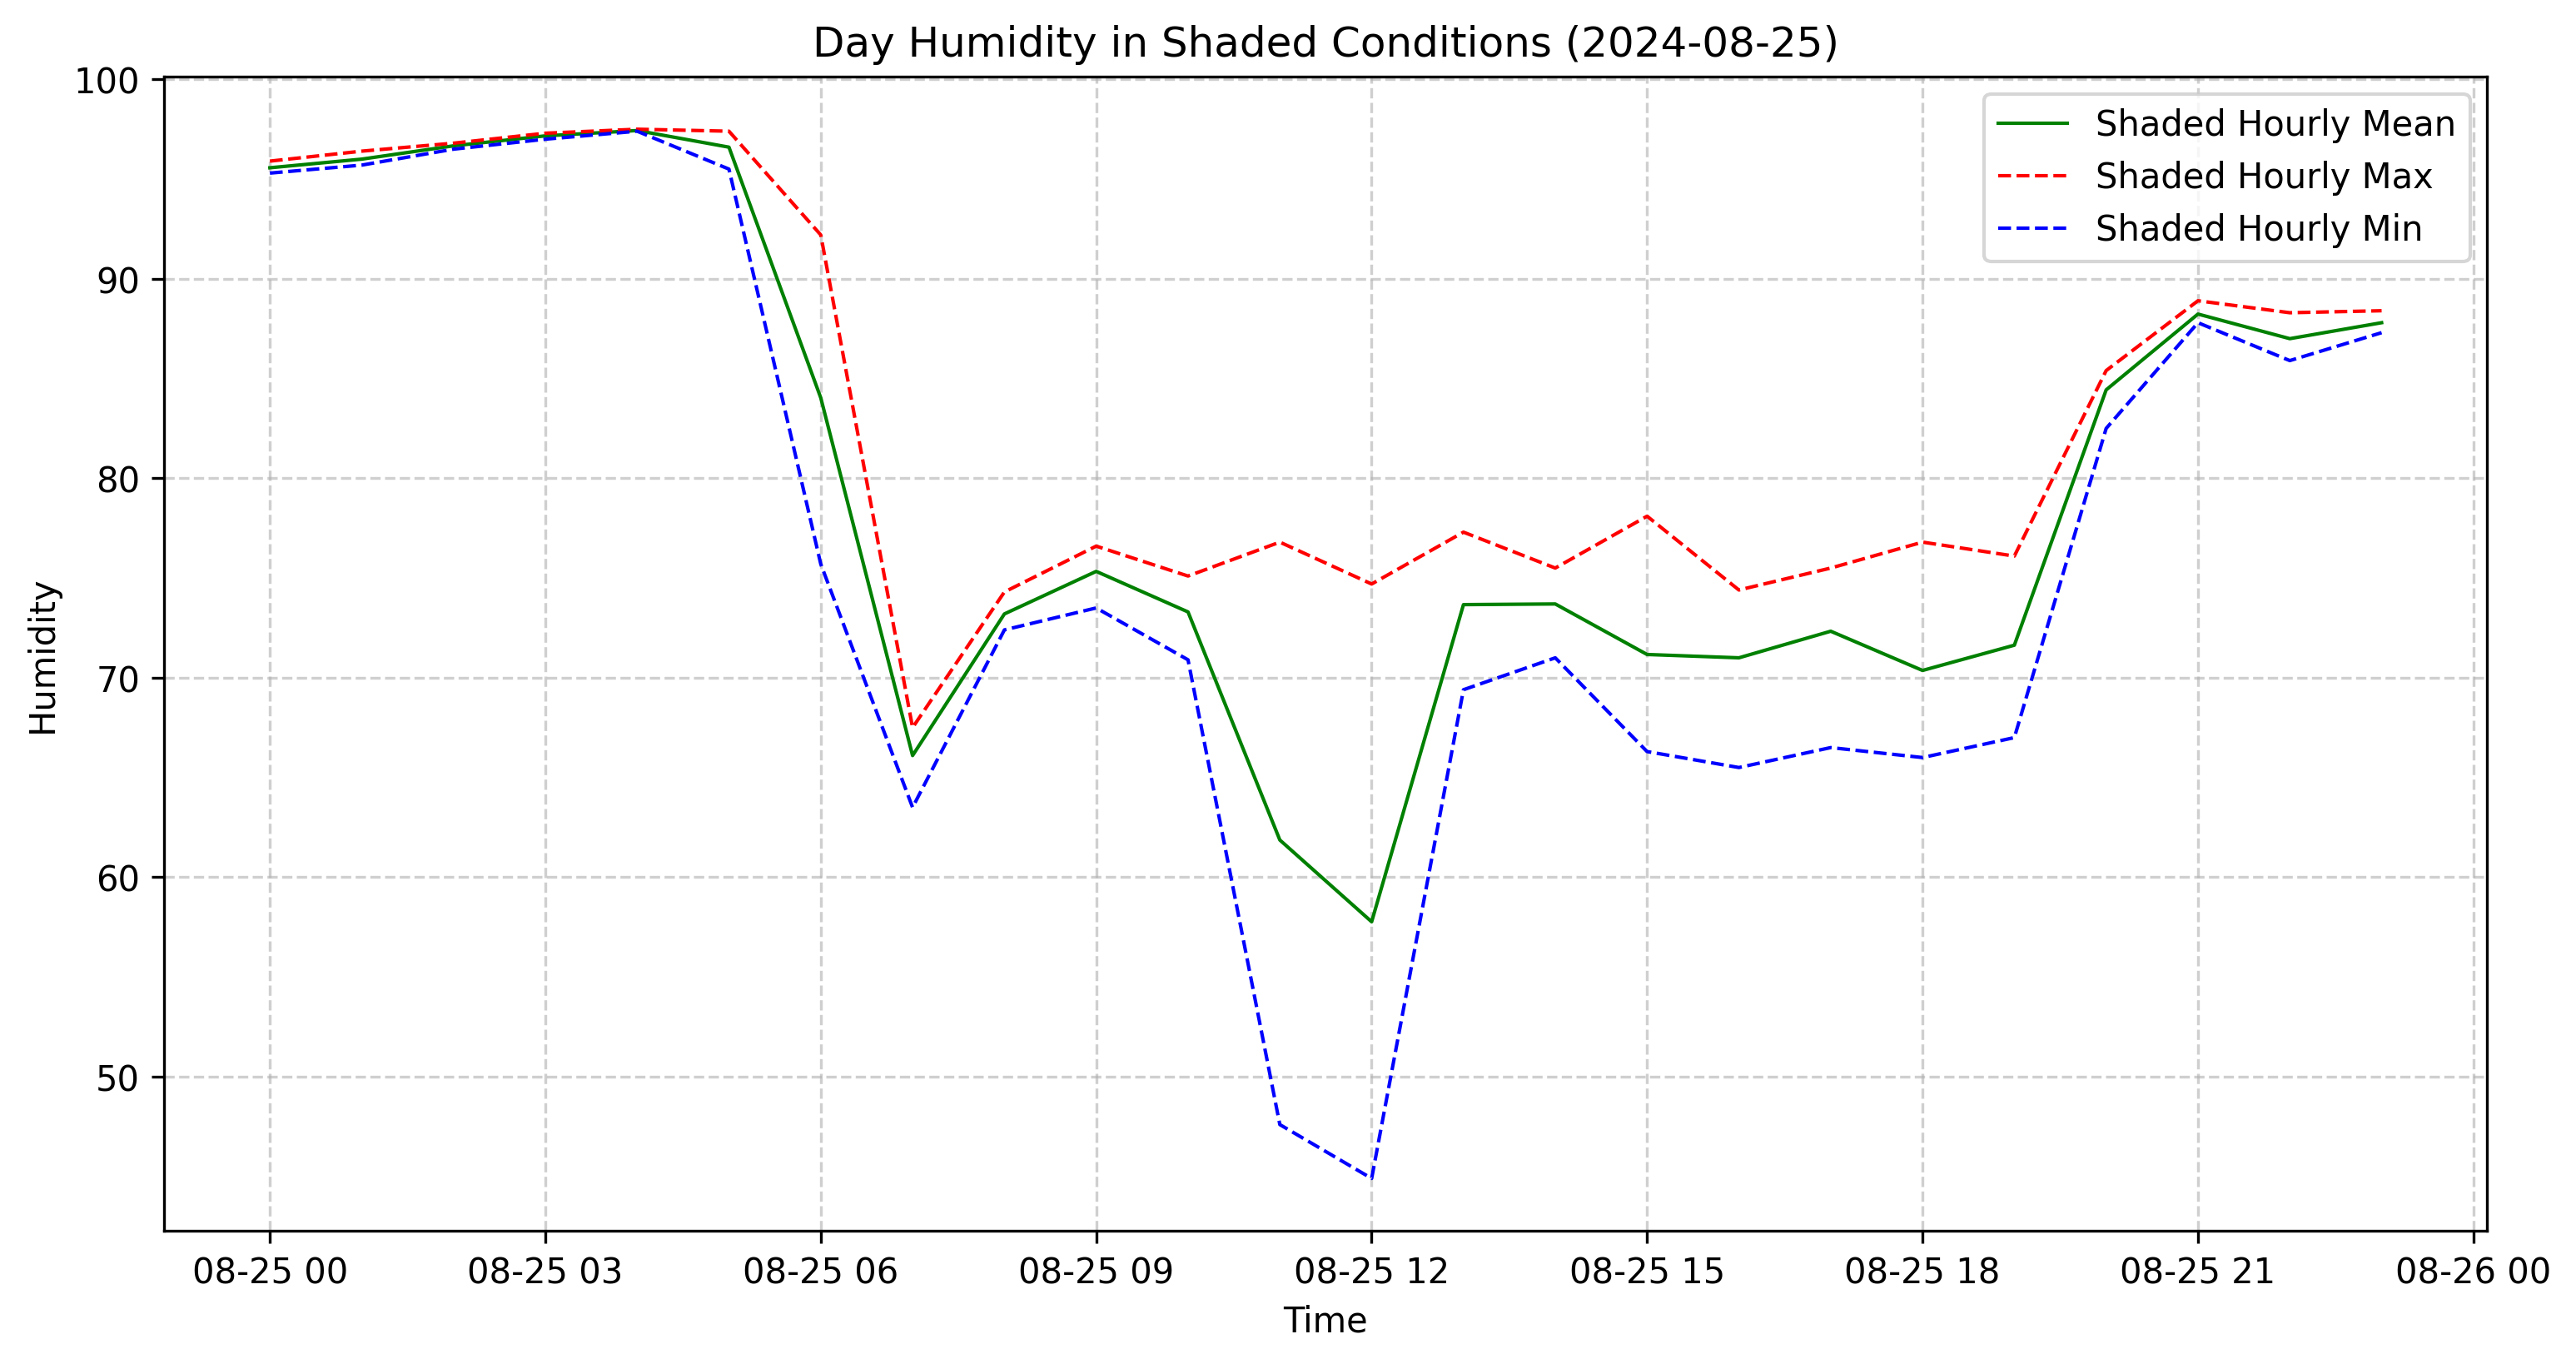 Day Humidity in Shaded Conditions (2024-08-25)
100
90
80
70
60
50
Humidity
Shaded Hourly Mean
Shaded Hourly Max
Shaded Hourly Min
08-25 00 08-25 03 08-25 06 08-25 09 08-25 12 08-25 15 08-25 18 08-25 21 08-26 00
Time